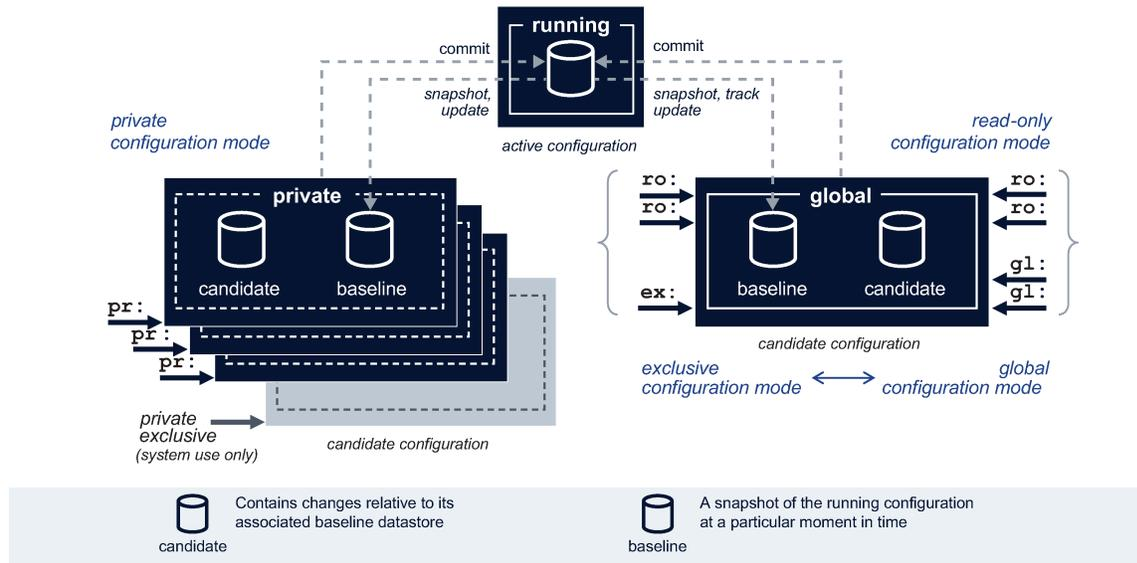 running
commit
commit
snapshot,
update
snapshot, track
update
active configuration
private
configuration mode
read-only
configuration mode
private
candidate
baseline
pr:
pr:
pr:
private
exclusive
(system use only)
candidate configuration
ro:
ro:
ex:
global
baseline
candidate
ro:
ro:
gl:
gl:
candidate configuration
exclusive
configuration mode
global
configuration mode
candidate
Contains changes relative to its
associated baseline datastore
baseline
A snapshot of the running configuration
at a particular moment in time